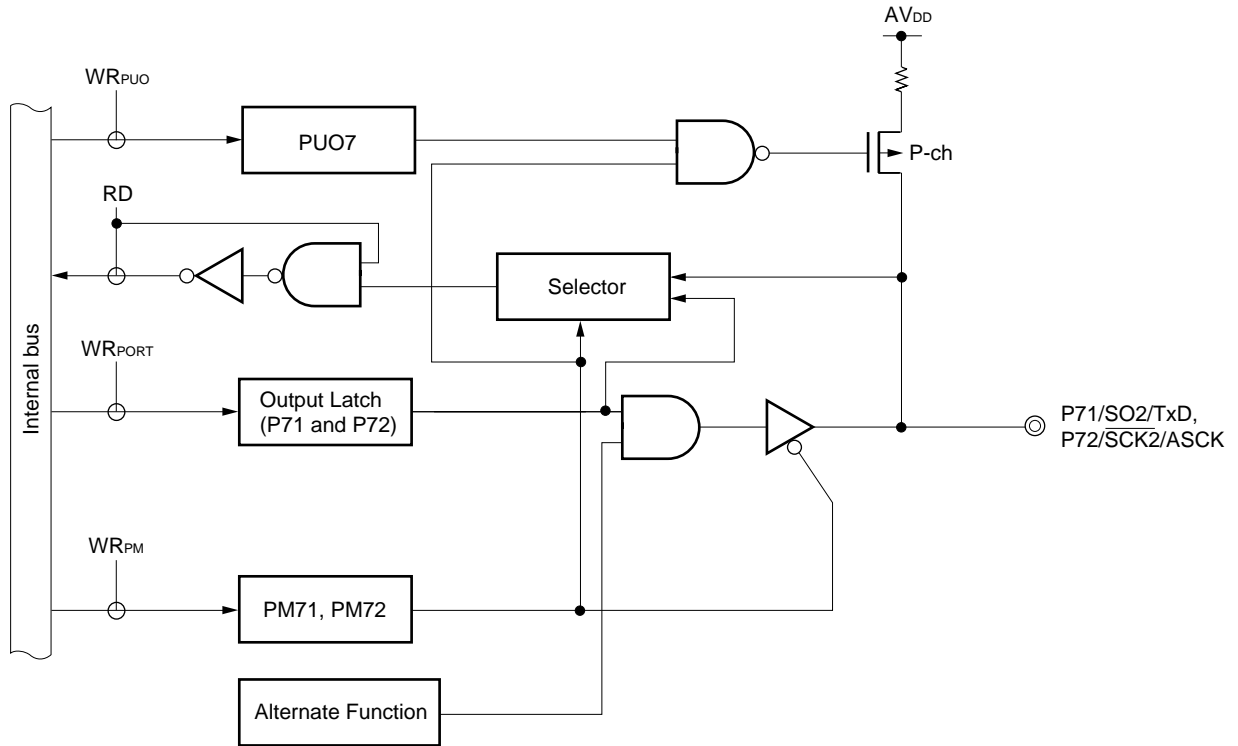 AVDD
WRPUO
PUO7
P-ch
RD
Selector
Internal bus
WRPORT
Output Latch
(P71 and P72)
P71/SO2/TxD,
P72/S̅C̅K̅2̅/ASCK
WRPM
PM71, PM72
Alternate Function